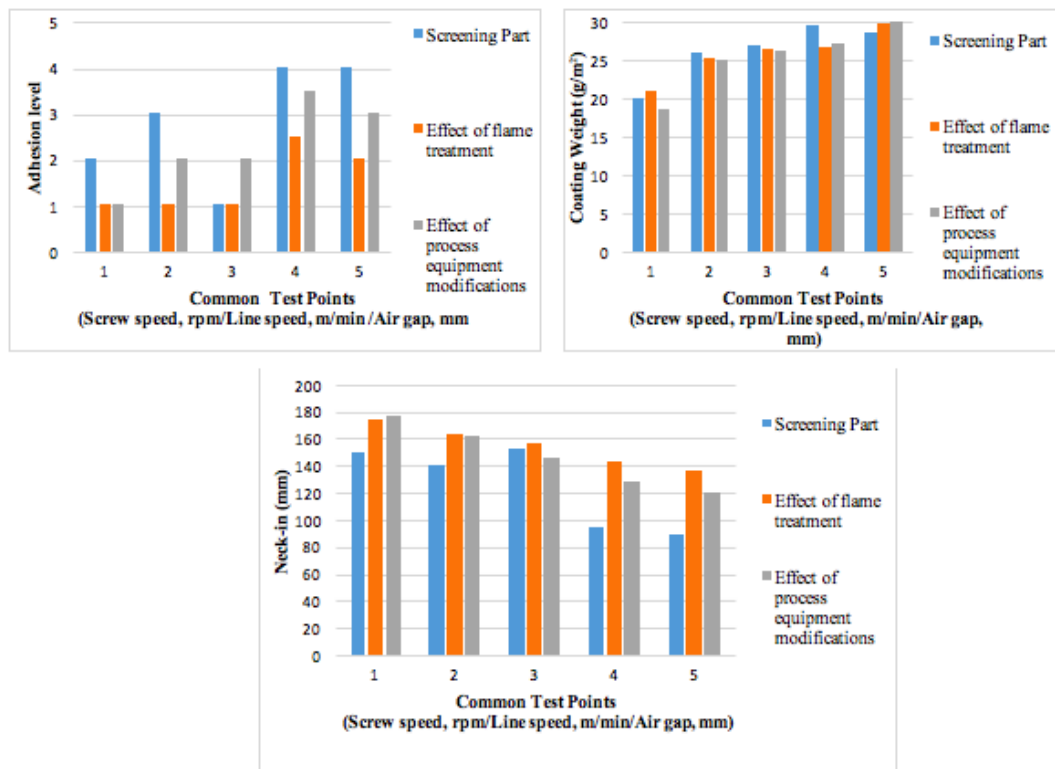 5
4
3
2
1
0
Adhesion level
1 2 3 4 5
Common Test Points
(Screw speed, rpm/Line speed, m/min/Air gap, mm
Screening Part
Effect of flame
treatment
Effect of
process
equipment
modifications
30
25
20
15
10
5
0
Coating Weight (g/m²)
1 2 3 4 5
Common Test Points
(Screw speed, rpm/Line speed, m/min/Air gap,
mm)
Screening Part
Effect of flame
treatment
Effect of
process
equipment
modifications
200
180
160
140
120
100
80
60
40
20
0
Neck-in (mm)
1 2 3 4 5
Common Test Points
(Screw speed, rpm/Line speed, m/min/Air gap, mm)
Screening Part
Effect of flame
treatment
Effect of
process
equipment
modifications